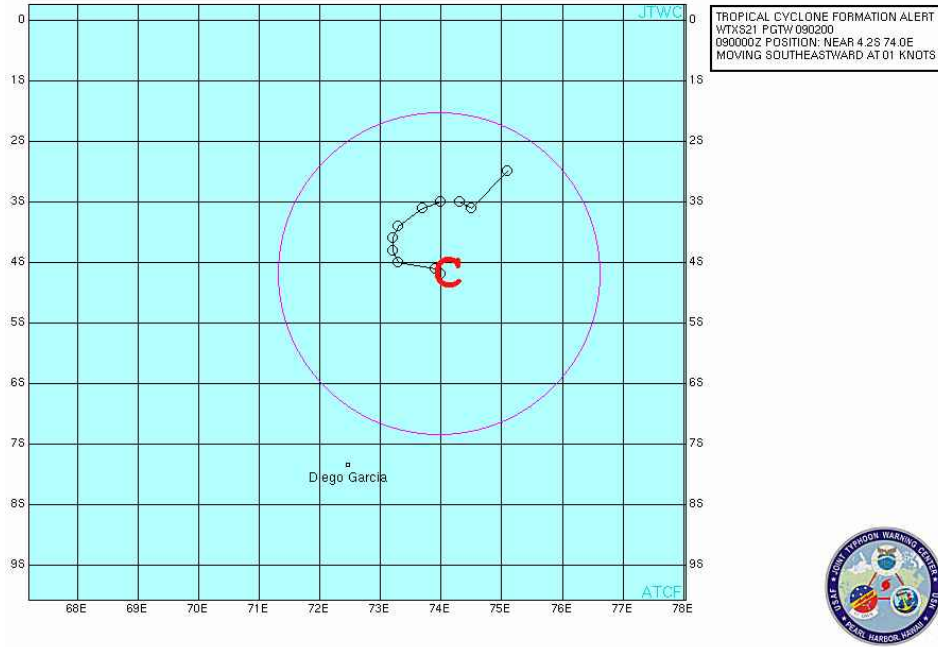 JTWC
TROPICAL CYCLONE FORMATION ALERT
WTXS21 PGTW 090200
090000Z POSITION: NEAR 4.2S 74.0E
MOVING SOUTHEASTWARD AT 01 KNOTS
0 0
1S 1S
2S 2S
3S 3S
4S 4S
C
5S 5S
6S 6S
7S 7S
Diego Garcia
8S 8S
9S 9S
ATCF
68E 69E 70E 71E 72E 73E 74E 75E 76E 77E 78E
JOINT TYPHOON WARNING CENTER
USAF USN
PEARL HARBOR, HAWAII